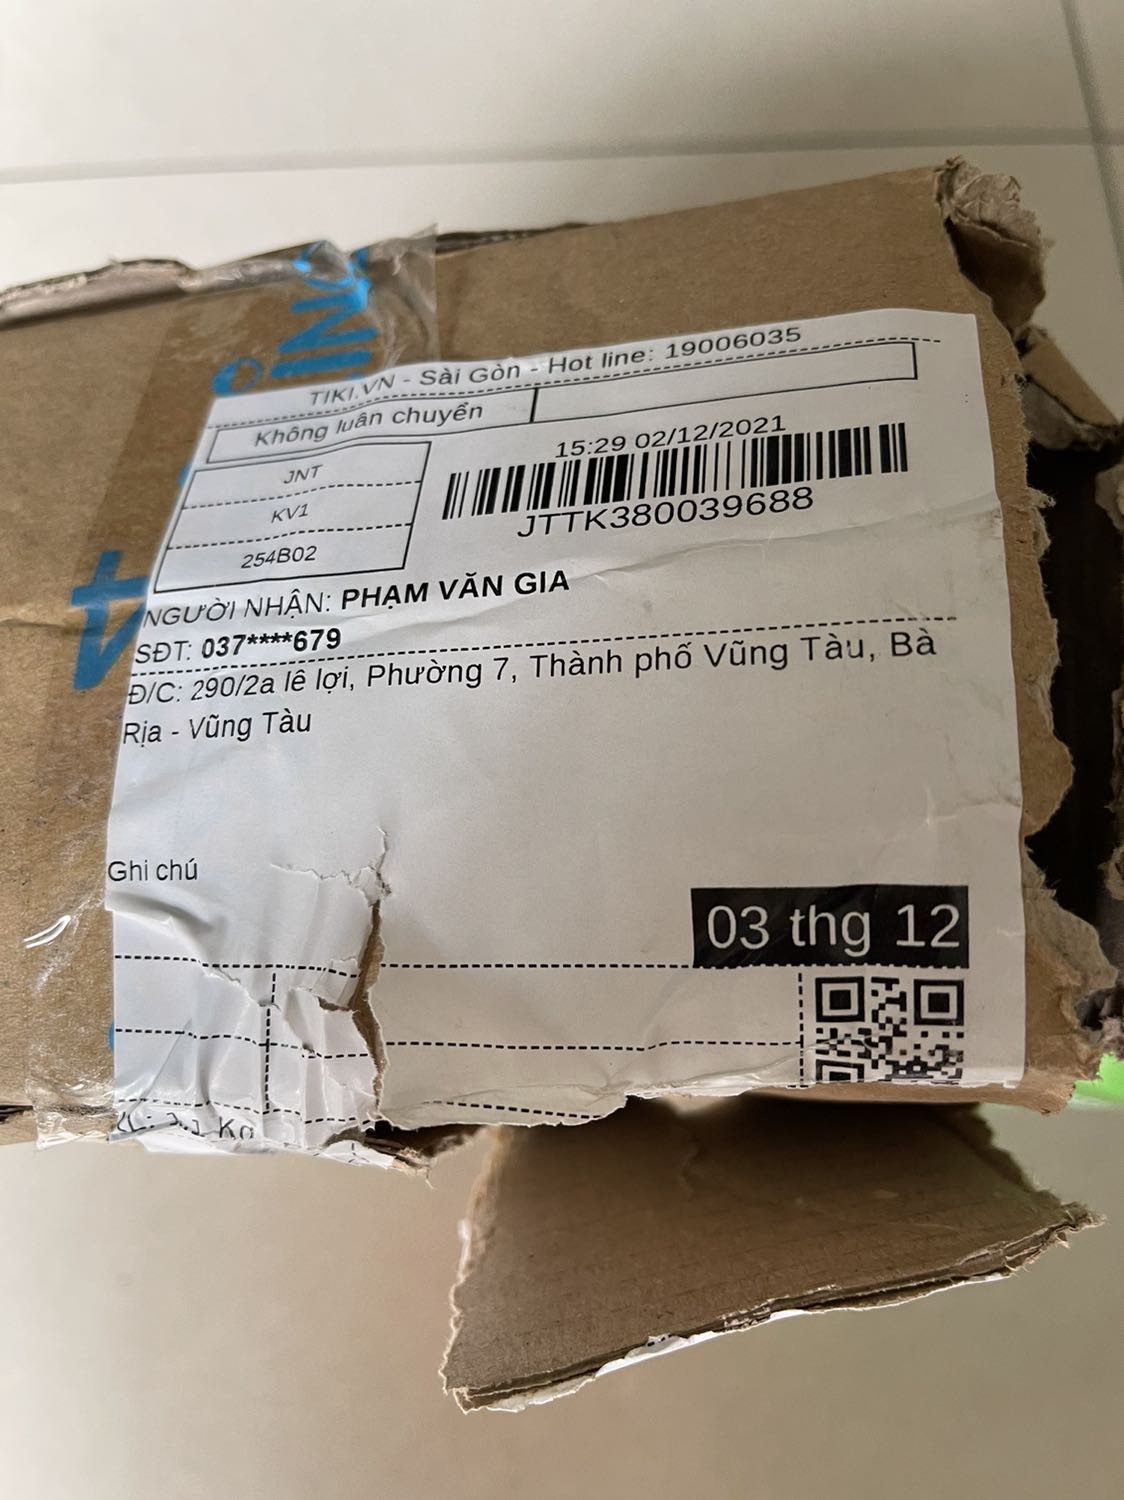 TIKI.VN - Sài Gòn - Hot line: 19006035
Không luân chuyển
JNT
KV1
254B02
15:29 02/12/2021
JTTK380039688
NGƯỜI NHẬN: PHẠM VĂN GIA
SĐT: 037****679
Đ/C: 290/2a lê lợi, Phường 7, Thành phố Vũng Tàu, Bà
Rịa - Vũng Tàu
Ghi chú
03 thg 12
Kg